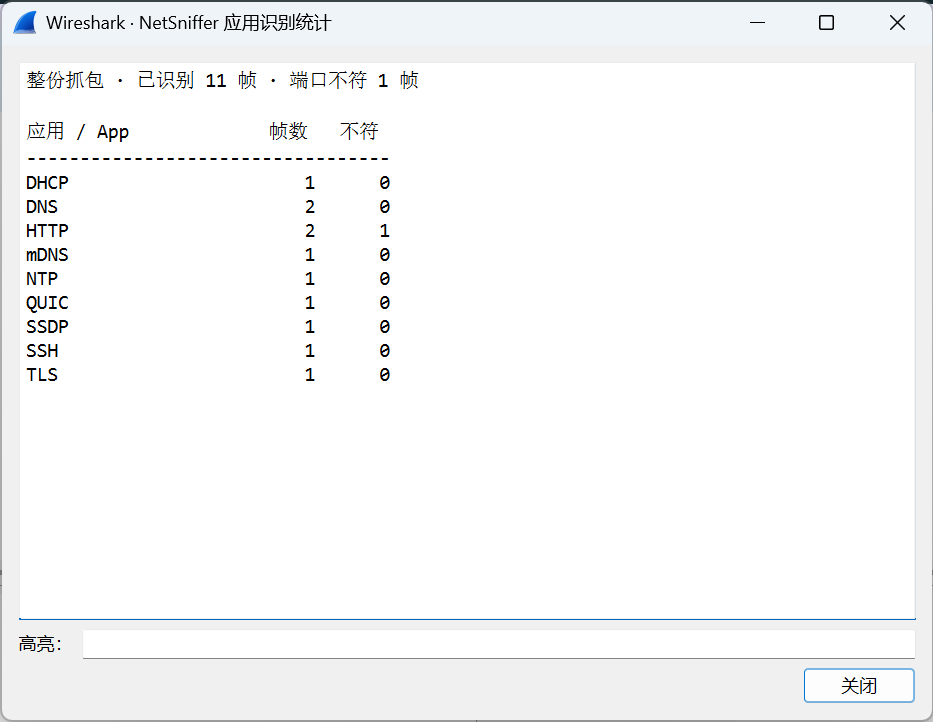 Wireshark · NetSniffer 应用识别统计
整份抓包 · 已识别 11 帧 · 端口不符 1 帧
应用 / App 帧数 不符
----------------------------------
DHCP 1 0
DNS 2 0
HTTP 2 1
mDNS 1 0
NTP 1 0
QUIC 1 0
SSDP 1 0
SSH 1 0
TLS 1 0
高亮:
关闭